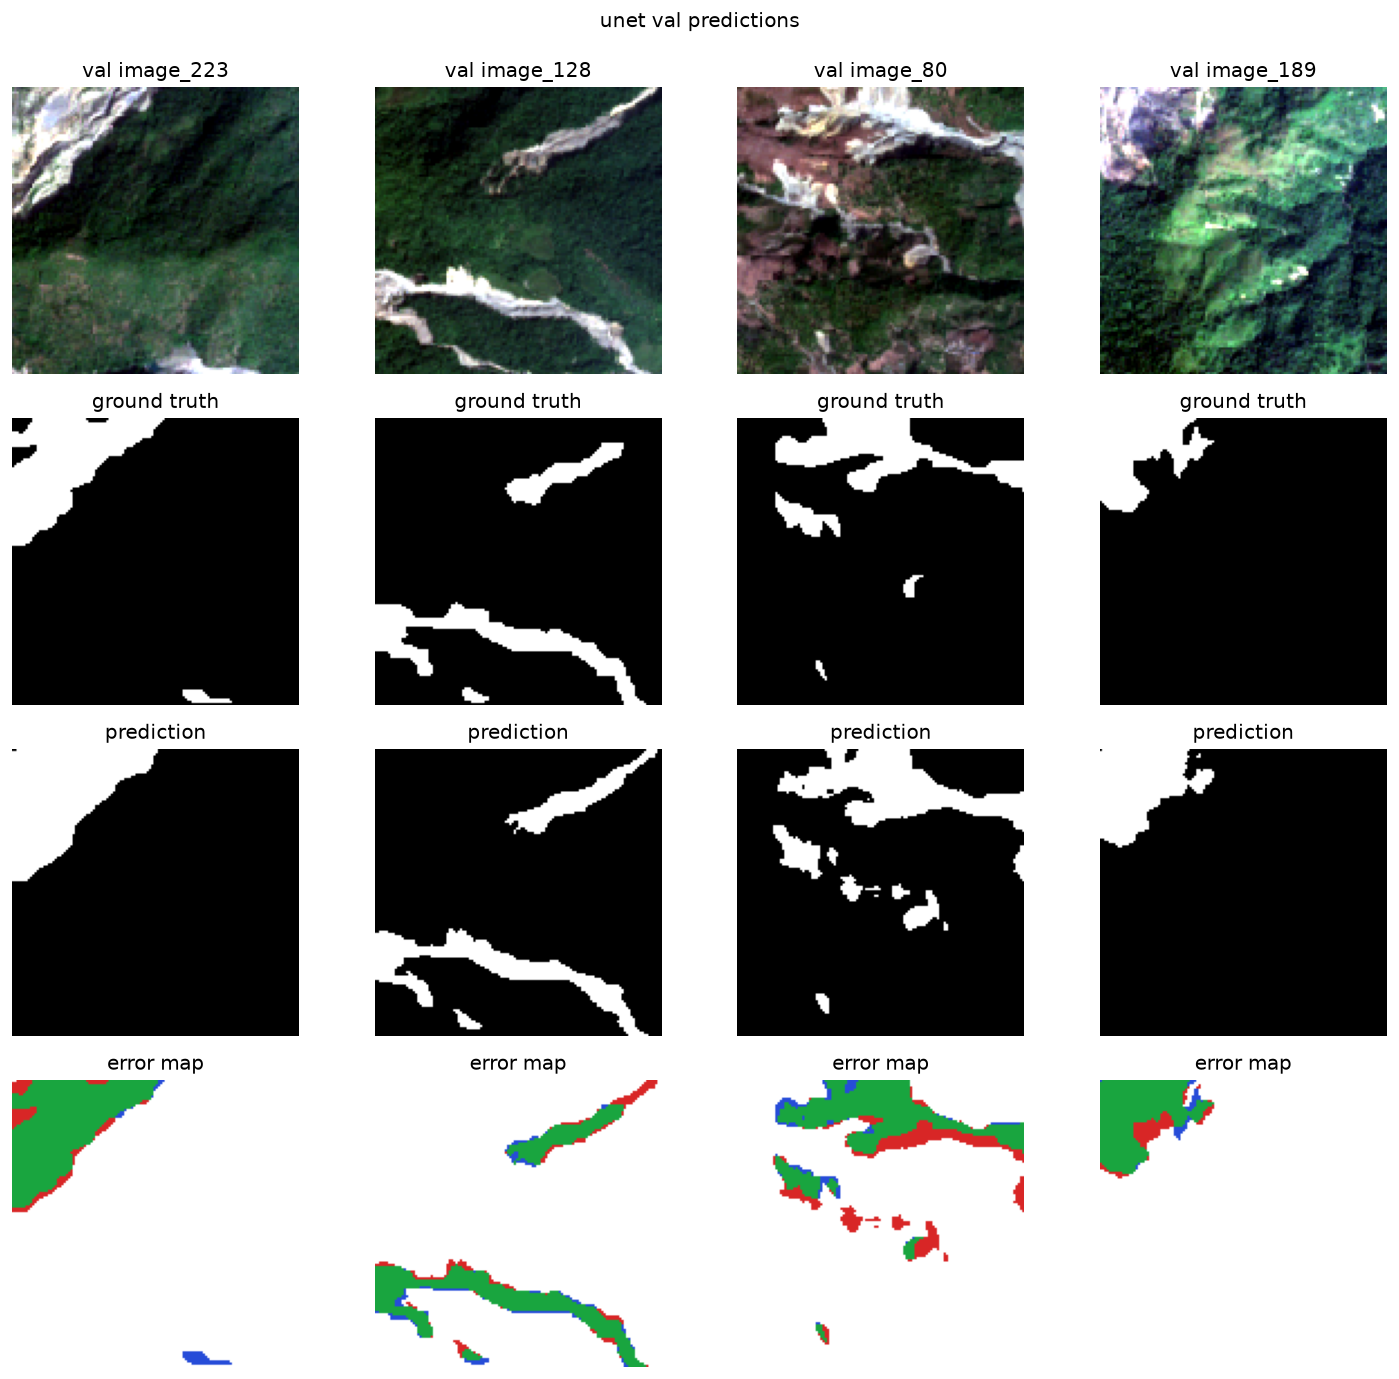 unet val predictions
val image_223
val image_128
val image_80
val image_189
ground truth
ground truth
ground truth
ground truth
prediction
prediction
prediction
prediction
error map
error map
error map
error map